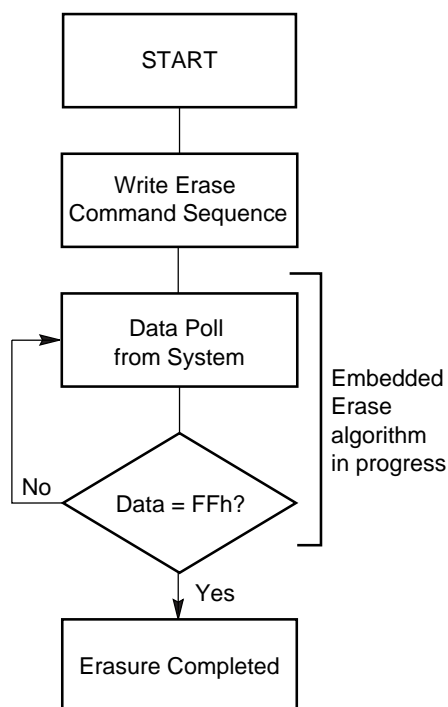 START
Write Erase
Command Sequence
Data Poll
from System
Embedded
Erase
algorithm
in progress
No
Data = FFh?
Yes
Erasure Completed